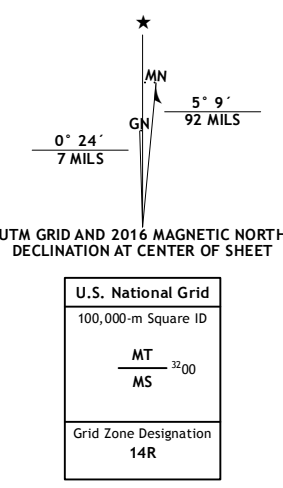 ★
MN
5° 9´
92 MILS
GN
0° 24´
7 MILS
UTM GRID AND 2016 MAGNETIC NORTH
DECLINATION AT CENTER OF SHEET
U.S. National Grid
100,000-m Square ID
MT
³²00
MS
Grid Zone Designation
14R